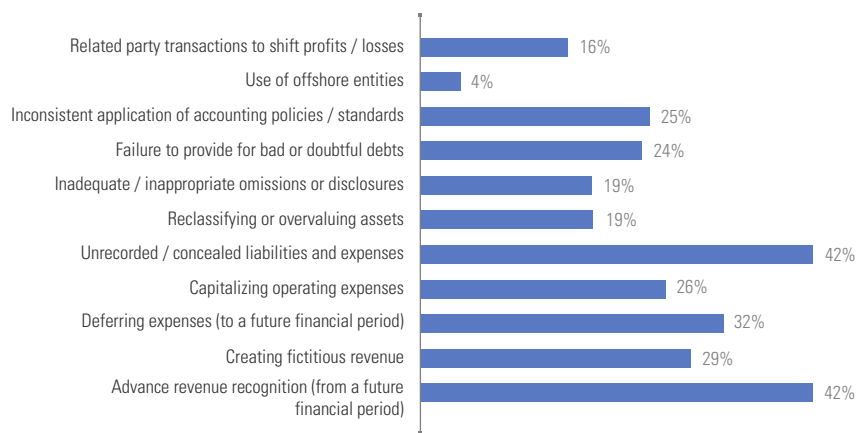 Related party transactions to shift profits / losses 16%
Use of offshore entities 4%
Inconsistent application of accounting policies / standards 25%
Failure to provide for bad or doubtful debts 24%
Inadequate / inappropriate omissions or disclosures 19%
Reclassifying or overvaluing assets 19%
Unrecorded / concealed liabilities and expenses 42%
Capitalizing operating expenses 26%
Deferring expenses (to a future financial period) 32%
Creating fictitious revenue 29%
Advance revenue recognition (from a future
financial period) 42%